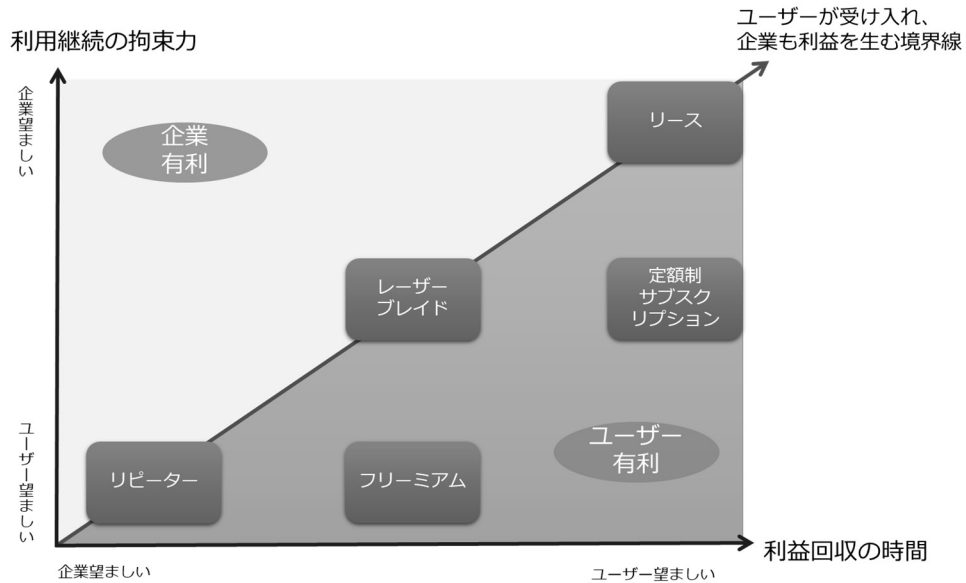 ユーザーが受け入れ、
企業も利益を生む境界線
利用継続の拘束力
企業望ましい
企業
有利
リース
レーザー
ブレイド
定額制
サブスク
リプション
ユーザー望ましい
ユーザー
有利
リピーター
フリーミアム
利益回収の時間
企業望ましい
ユーザー望ましい